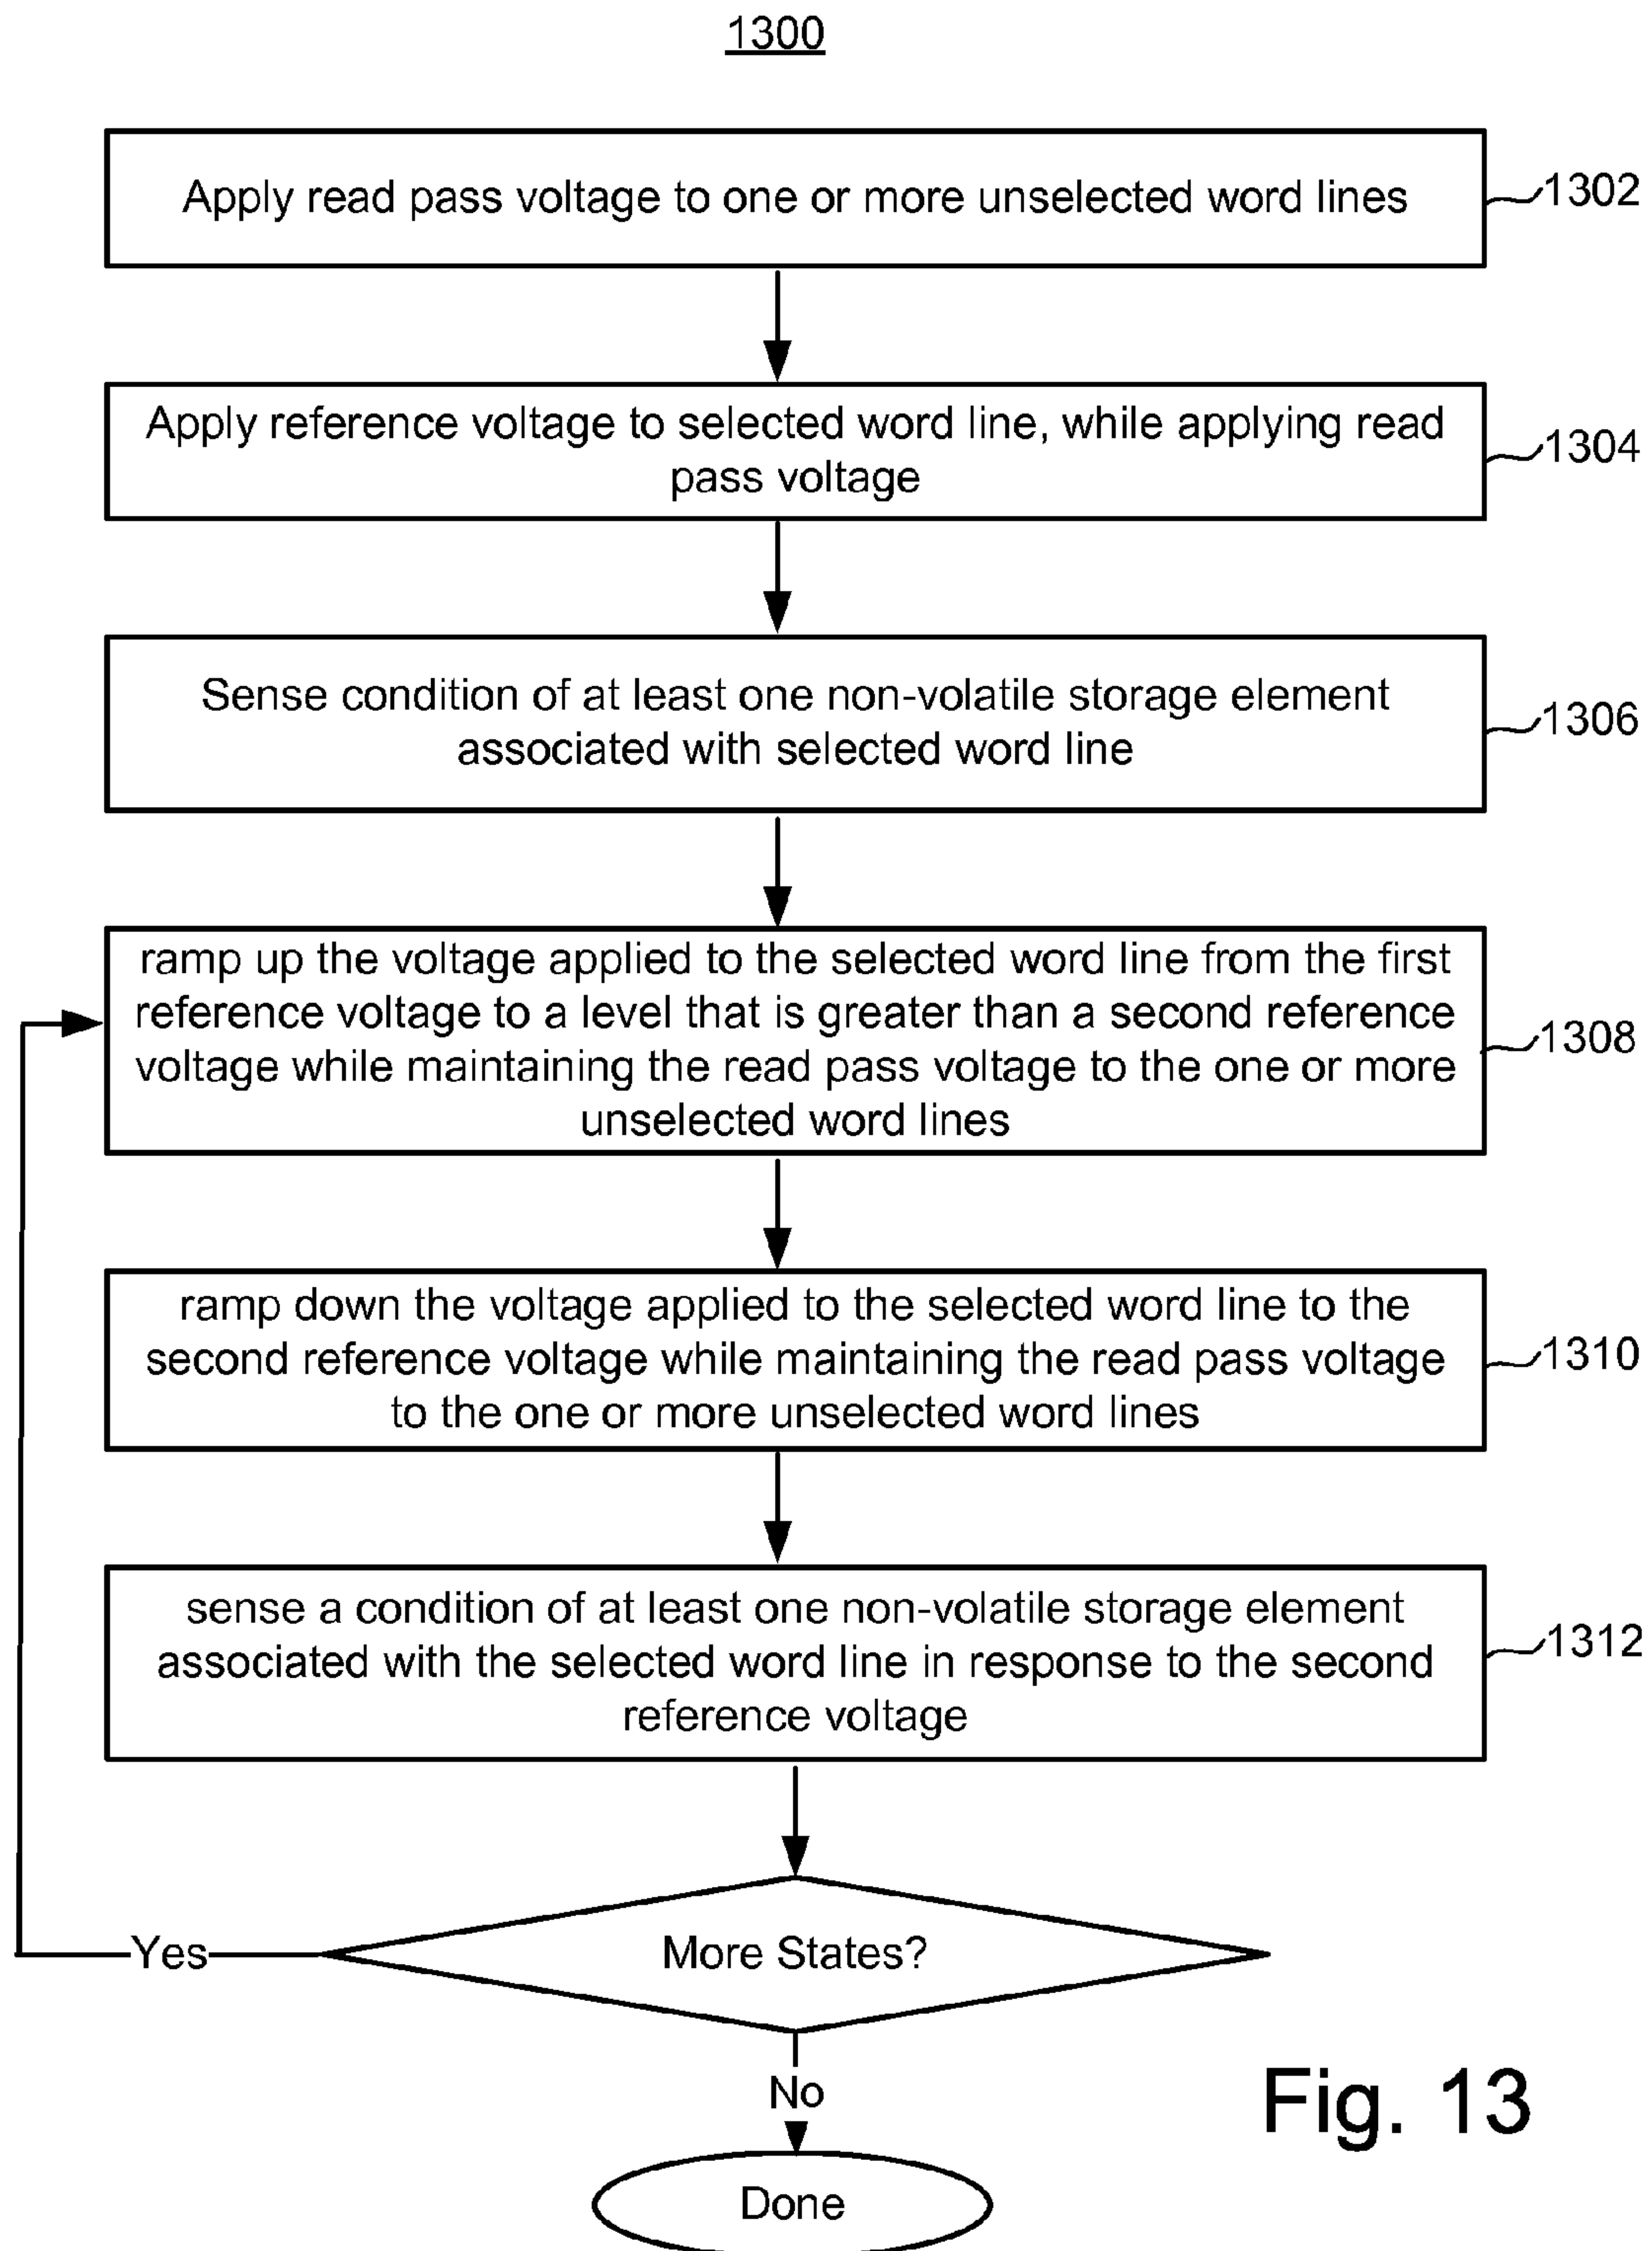 1300
Apply read pass voltage to one or more unselected word lines
1302
Apply reference voltage to selected word line, while applying read
pass voltage
1304
Sense condition of at least one non-volatile storage element
associated with selected word line
1306
ramp up the voltage applied to the selected word line from the first
reference voltage to a level that is greater than a second reference
voltage while maintaining the read pass voltage to the one or more
unselected word lines
1308
ramp down the voltage applied to the selected word line to the
second reference voltage while maintaining the read pass voltage
to the one or more unselected word lines
1310
sense a condition of at least one non-volatile storage element
associated with the selected word line in response to the second
reference voltage
1312
More States?
Yes
No
Done
Fig. 13